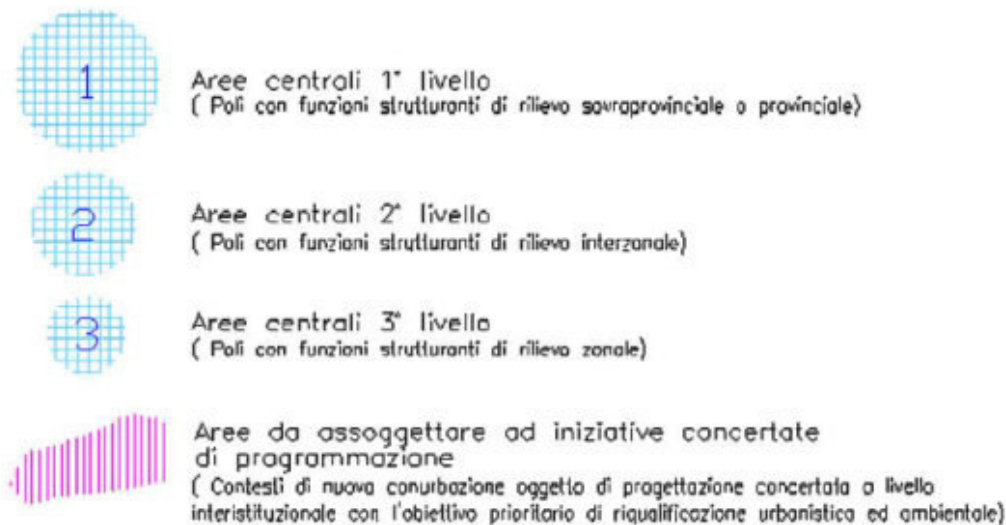 1
Aree centrali 1° livello
( Poli con funzioni strutturanti di rilievo sovraprovinciale o provinciale)
2
Aree centrali 2° livello
( Poli con funzioni strutturanti di rilievo interzonale)
3
Aree centrali 3° livello
( Poli con funzioni strutturanti di rilievo zonale)
Aree da assoggettare ad iniziative concertate
di programmazione
( Contesti di nuova conurbazione oggetto di progettazione concertata a livello
interistituzionale con l'obiettivo prioritario di riqualificazione urbanistica ed ambientale)